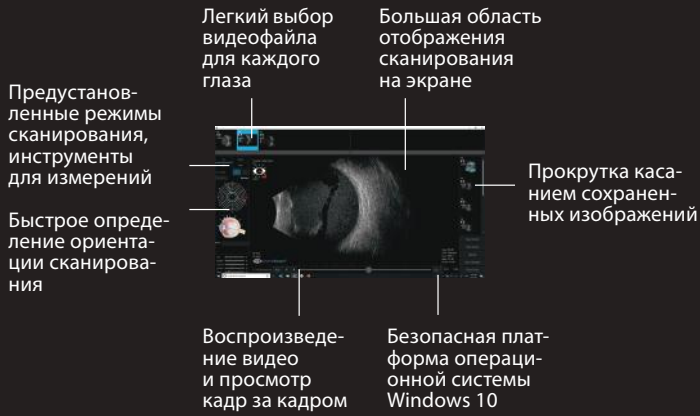 Легкий выбор
видеофайла
для каждого
глаза
Большая область
отображения
сканирования
на экране
Предустанов-
ленные режимы
сканирования,
инструменты
для измерений
Быстрое опреде-
ление ориента-
ции сканирова-
ния
Прокрутка каса-
нием сохранен-
ных изображений
Воспроизведе-
ние видео
и просмотр
кадр за кадром
Безопасная плат-
форма операци-
онной системы
Windows 10